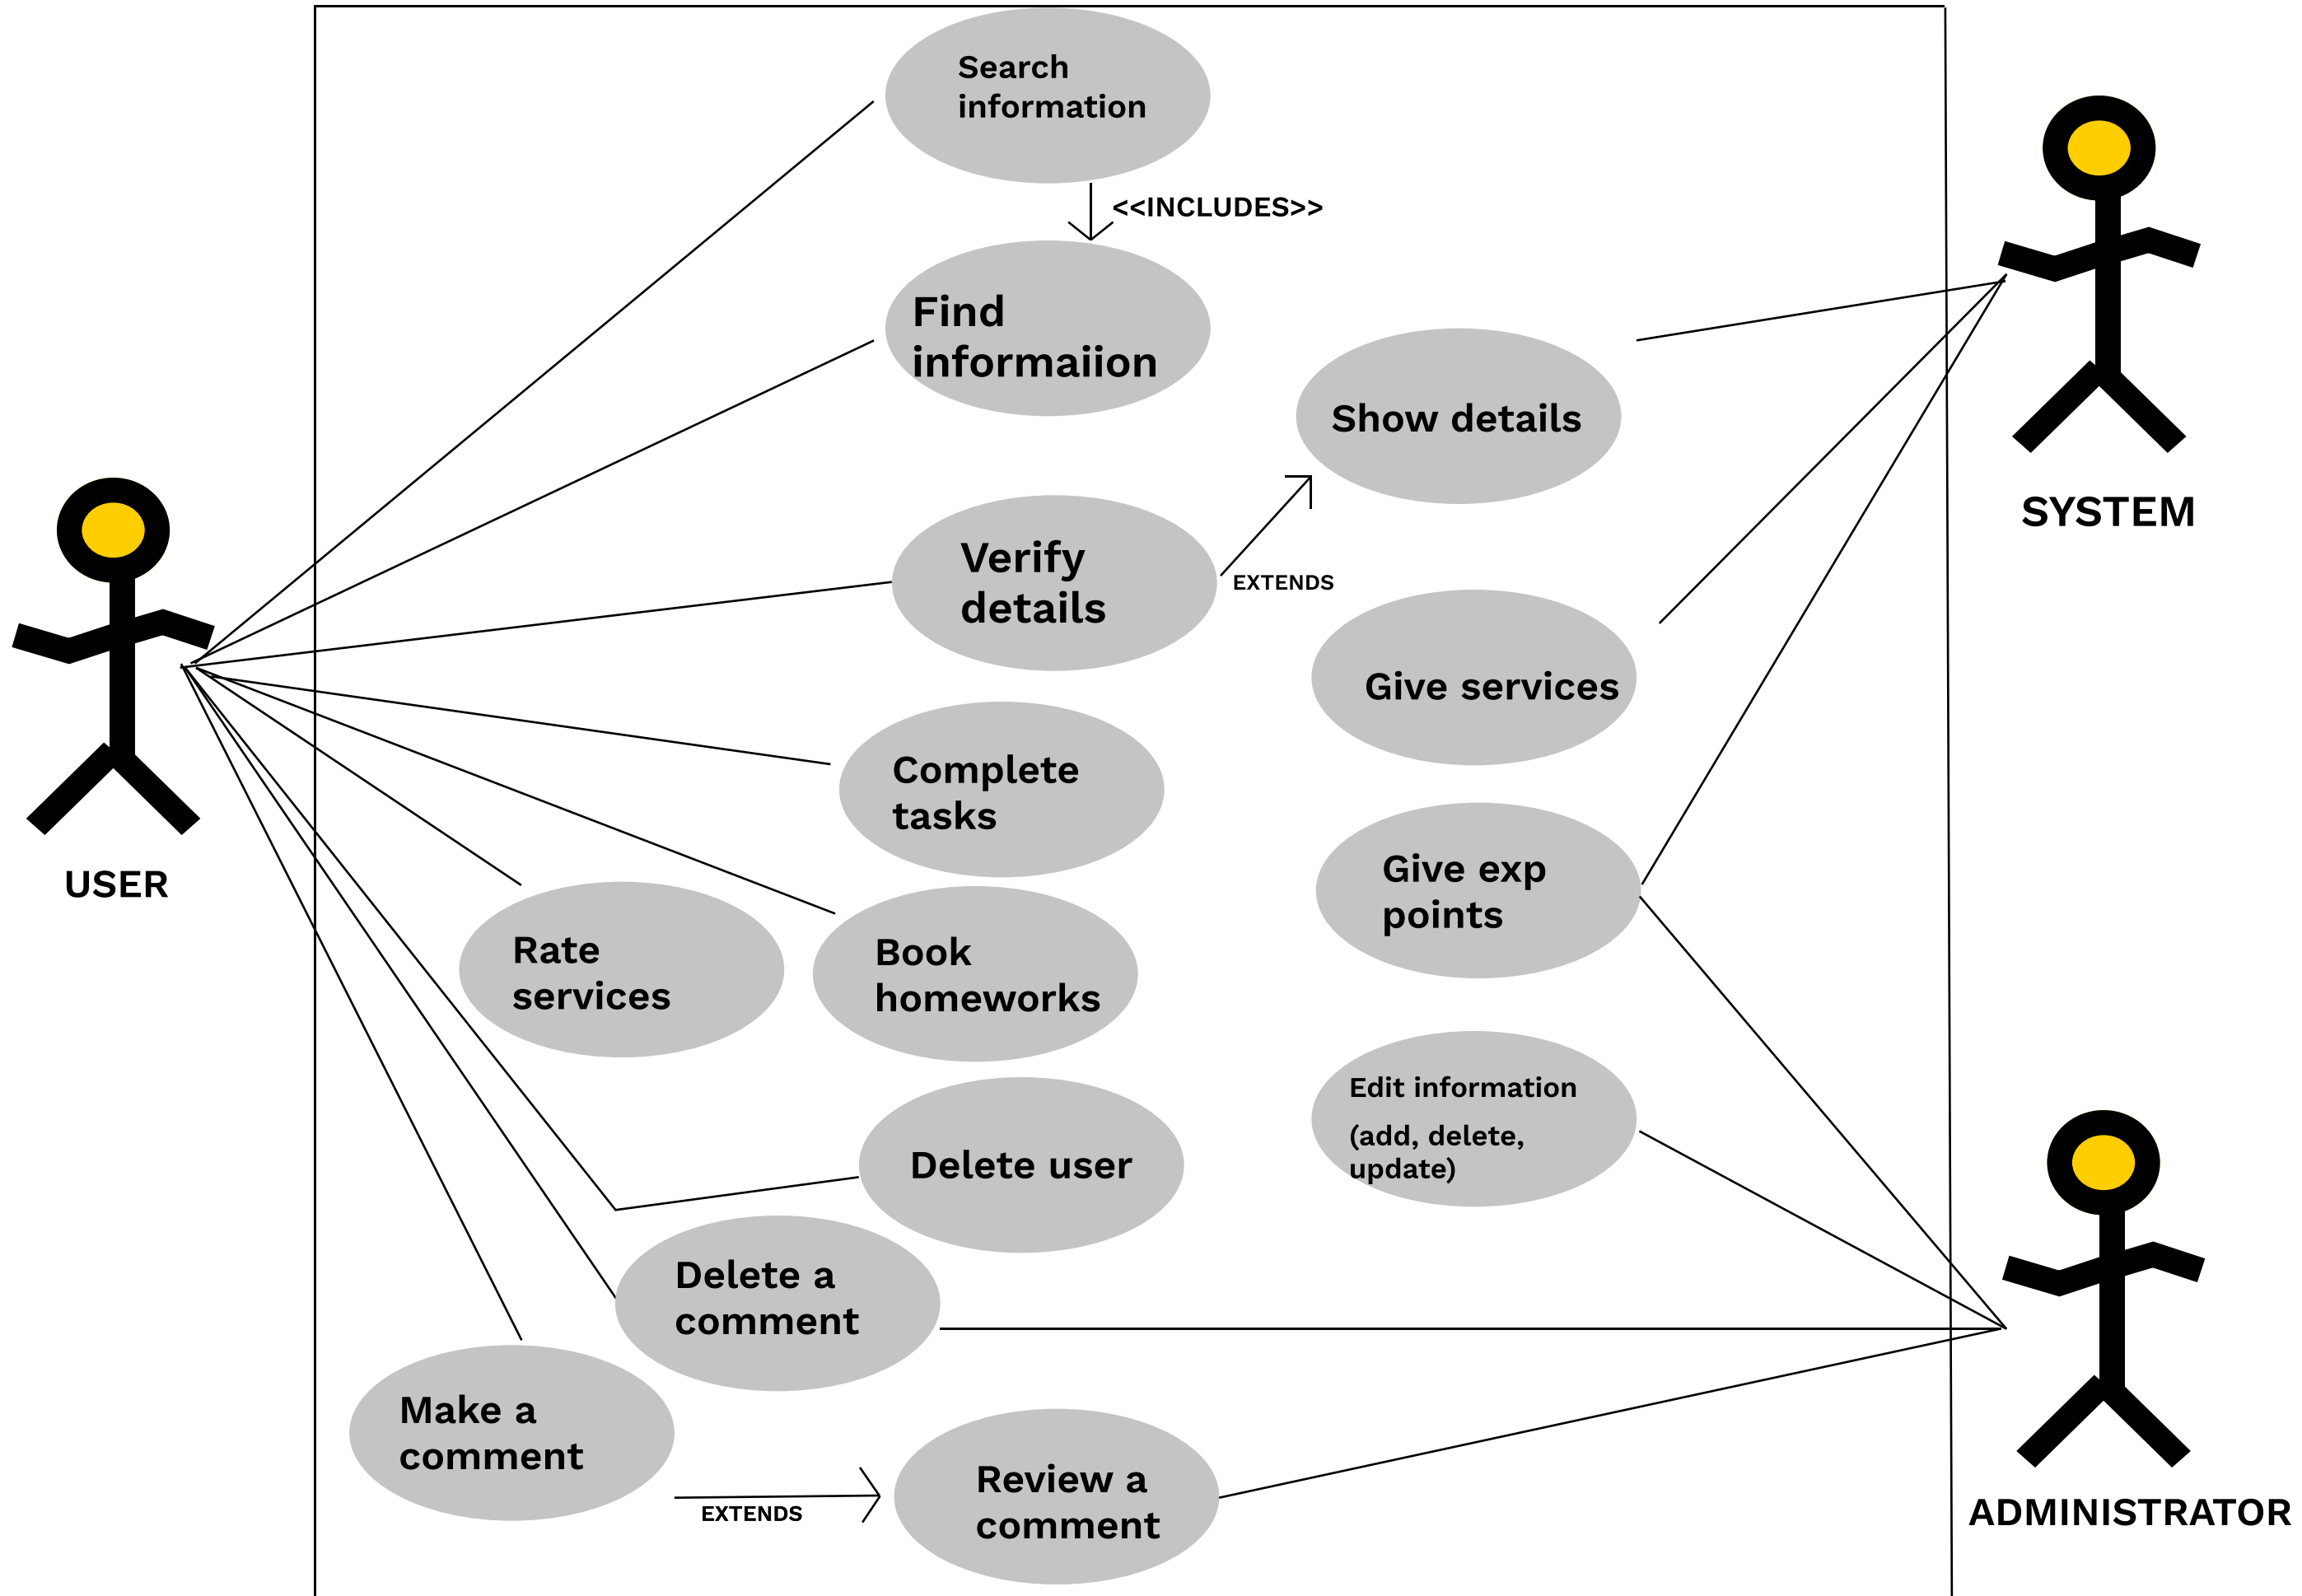 Search
information
<<INCLUDES>>
Find
informaiion
Show details
SYSTEM
Verify
details
EXTENDS
Give services
Complete
tasks
USER
Give exp
points
Rate
services
Book
homeworks
Edit information
(add, delete,
update)
Delete user
Delete a
comment
Make a
comment
EXTENDS
Review a
comment
ADMINISTRATOR